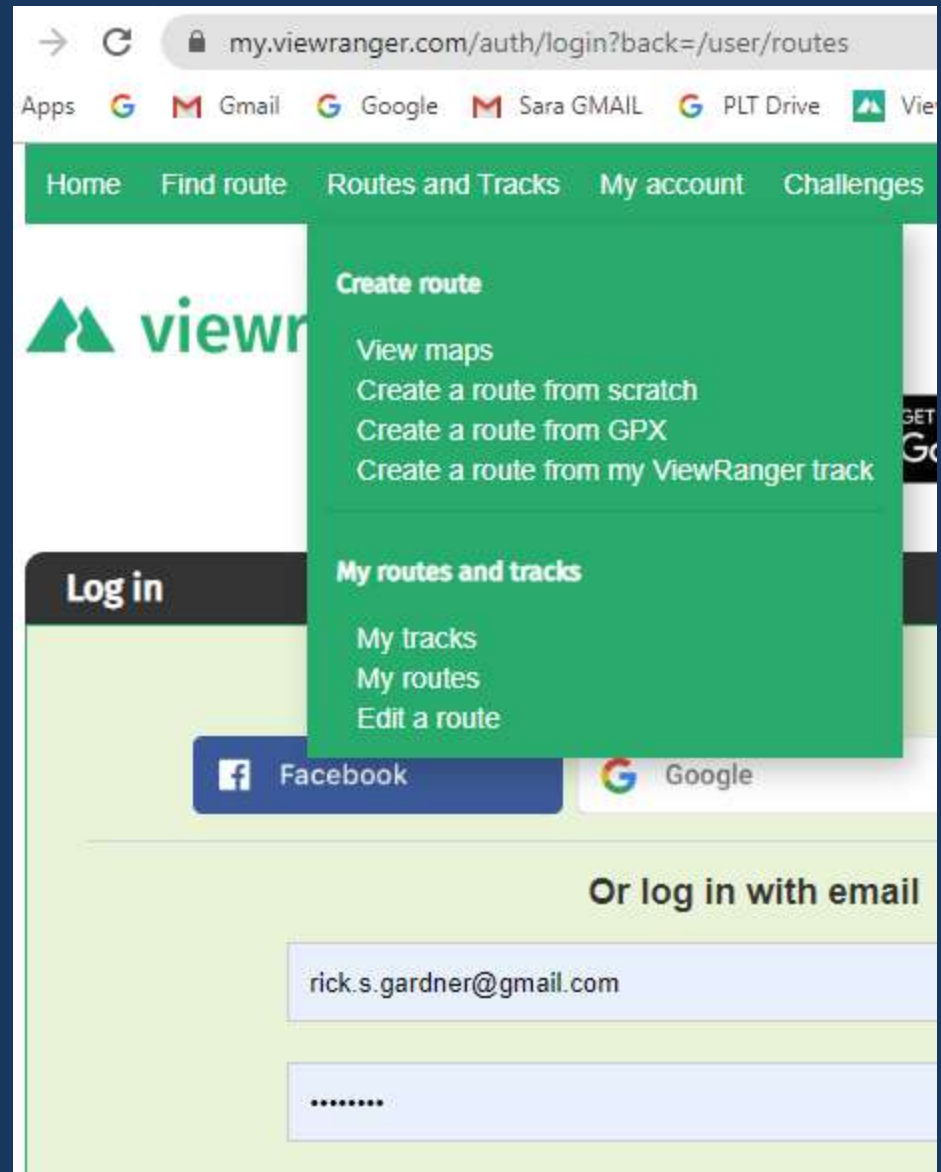 my.viewranger.com/auth/login?back=/user/routes
Apps Gmail Google Sara GMAIL PLT Drive
Home Find route Routes and Tracks My account Challenges
Create route
View maps
Create a route from scratch
Create a route from GPX
Create a route from my ViewRanger track
GET
My routes and tracks
My tracks
My routes
Edit a route
Log in
Facebook Google
Or log in with email
rick.s.gardner@gmail.com
••••••••